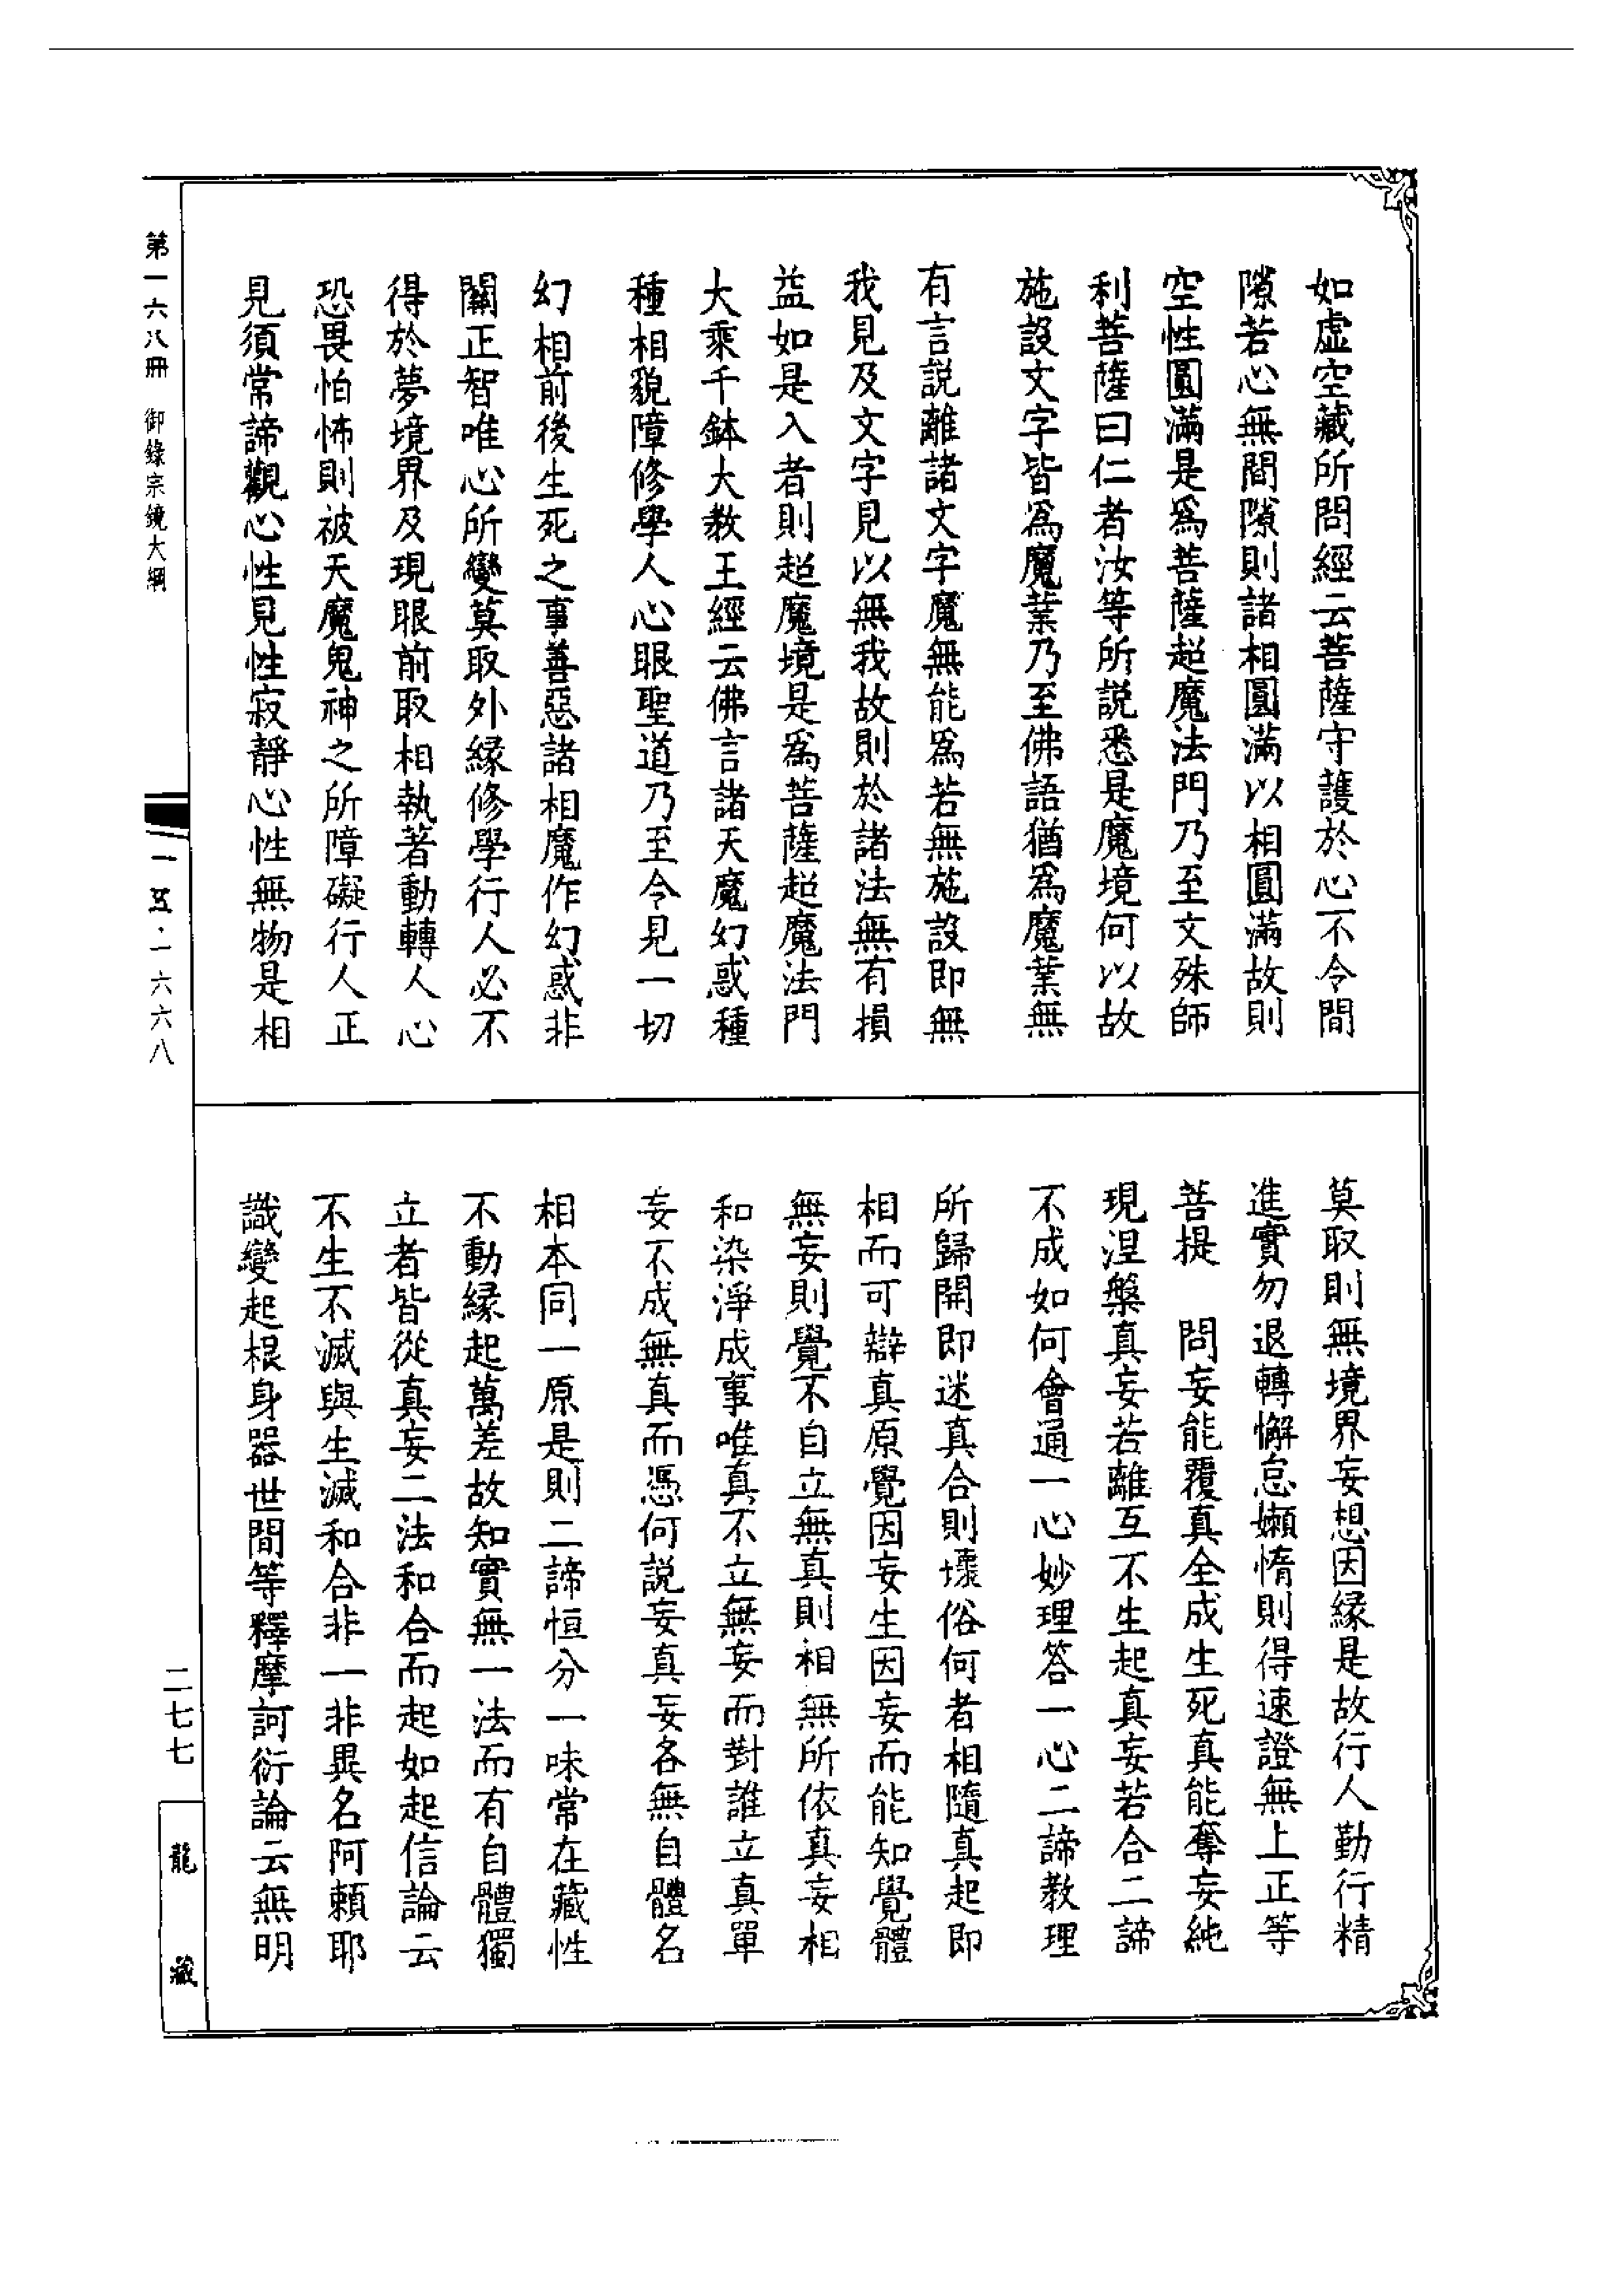 如虛空藏所問經云菩薩守護於心不令間
隙若心無間隙則諸相圓滿以相圓滿故則
空性圓滿是爲菩薩超魔法門乃至文殊師
利菩薩曰仁者汝等所説悉是魔境何以故
施設文字皆爲魔業乃至佛語猶爲魔業無
有言説離諸文字魔無能爲若無施設即無
我見及文字見以無我故則於諸法無有損
益如是入者則超魔境是爲菩薩超魔法門
大乘千鉢大教王經云佛言諸天魔幻惑種
種相貌障修學人心眼聖道乃至令見一切
幻相前後生死之事善惡諸相魔作幻惑非
關正智唯心所變莫取外緣修學行人必不
得於夢境界及現眼前取相執著動轉人心
恐畏怕怖則被天魔鬼神之所障礙行人正
見須常諦觀心性見性寂靜心性無物是相
莫取則無境界妄想因緣是故行人勤行精
進實勿退轉懈怠嬾惰則得速證無上正等
菩提　問妄能覆真全成生死真能奪妄純
現涅槃真妄若離互不生起真妄若合二諦
不成如何會通一心妙理答一心二諦教理
所歸開即迷真合則壞俗何者相隨真起即
相而可辯真原覺因妄生因妄而能知覺體
無妄則覺不自立無真則相無所依真妄相
和染淨成事唯真不立無妄而對誰立真單
妄不成無真而憑何説妄真妄各無自體名
相本同一原是則二諦恒分一味常在藏性
不動緣起萬差故知實無一法而有自體獨
立者皆從真妄二法和合而起如起信論云
不生不滅與生滅和合非一非異名阿賴耶
識變起根身器世間等釋摩訶衍論云無明
第一六八冊　御錄宗鏡大綱
一五·一六六八
二七七
龍藏